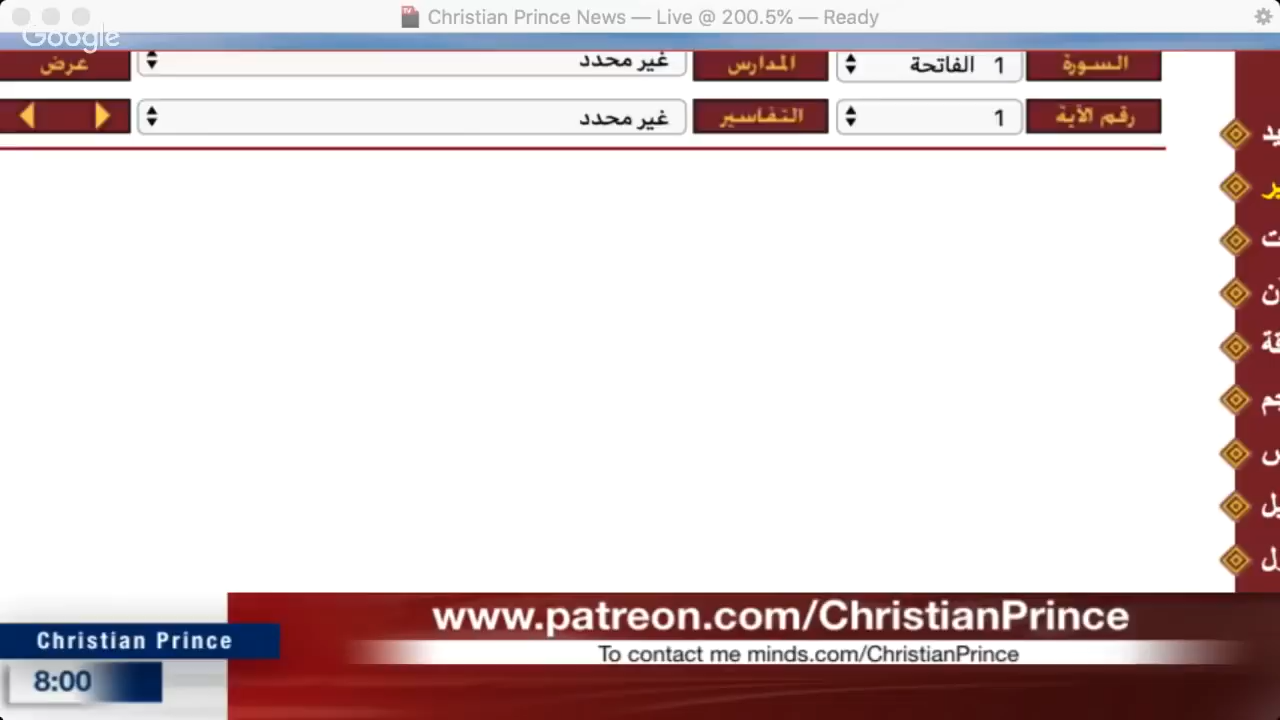 Christian Prince News — Live @ 200.5% — Ready
Google
السورة 1 الفاتحة المدارس غير محدد عرض
رقم الآية 1 التفاسير غير محدد
www.patreon.com/ChristianPrince
To contact me minds.com/ChristianPrince
Christian Prince
8:00